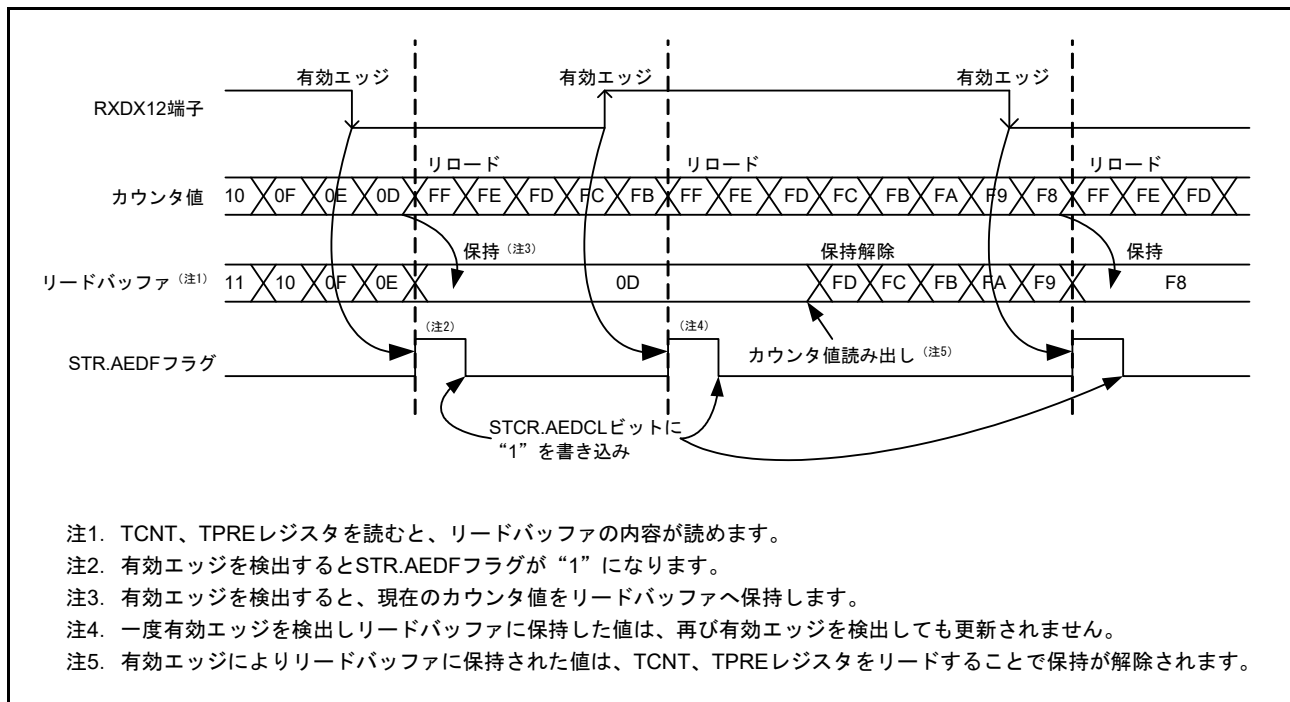 有効エッジ 有効エッジ 有効エッジ
RXDX12端子
リロード リロード リロード
カウンタ値 10 0F 0E 0D FF FE FD FC FB FF FE FD FC FB FA F9 F8 FF FE FD
保持（注3） 保持解除 保持
リードバッファ（注1） 11 10 0F 0E 0D FD FC FB FA F9 F8
（注2） （注4）
カウンタ値読み出し（注5）
STR.AEDFフラグ
STCR.AEDCLビットに
“1”を書き込み
注1. TCNT、TPREレジスタを読むと、リードバッファの内容が読めます。
注2. 有効エッジを検出するとSTR.AEDFフラグが“1”になります。
注3. 有効エッジを検出すると、現在のカウンタ値をリードバッファへ保持します。
注4. 一度有効エッジを検出しリードバッファに保持した値は、再び有効エッジを検出しても更新されません。
注5. 有効エッジによりリードバッファに保持された値は、TCNT、TPREレジスタをリードすることで保持が解除されます。